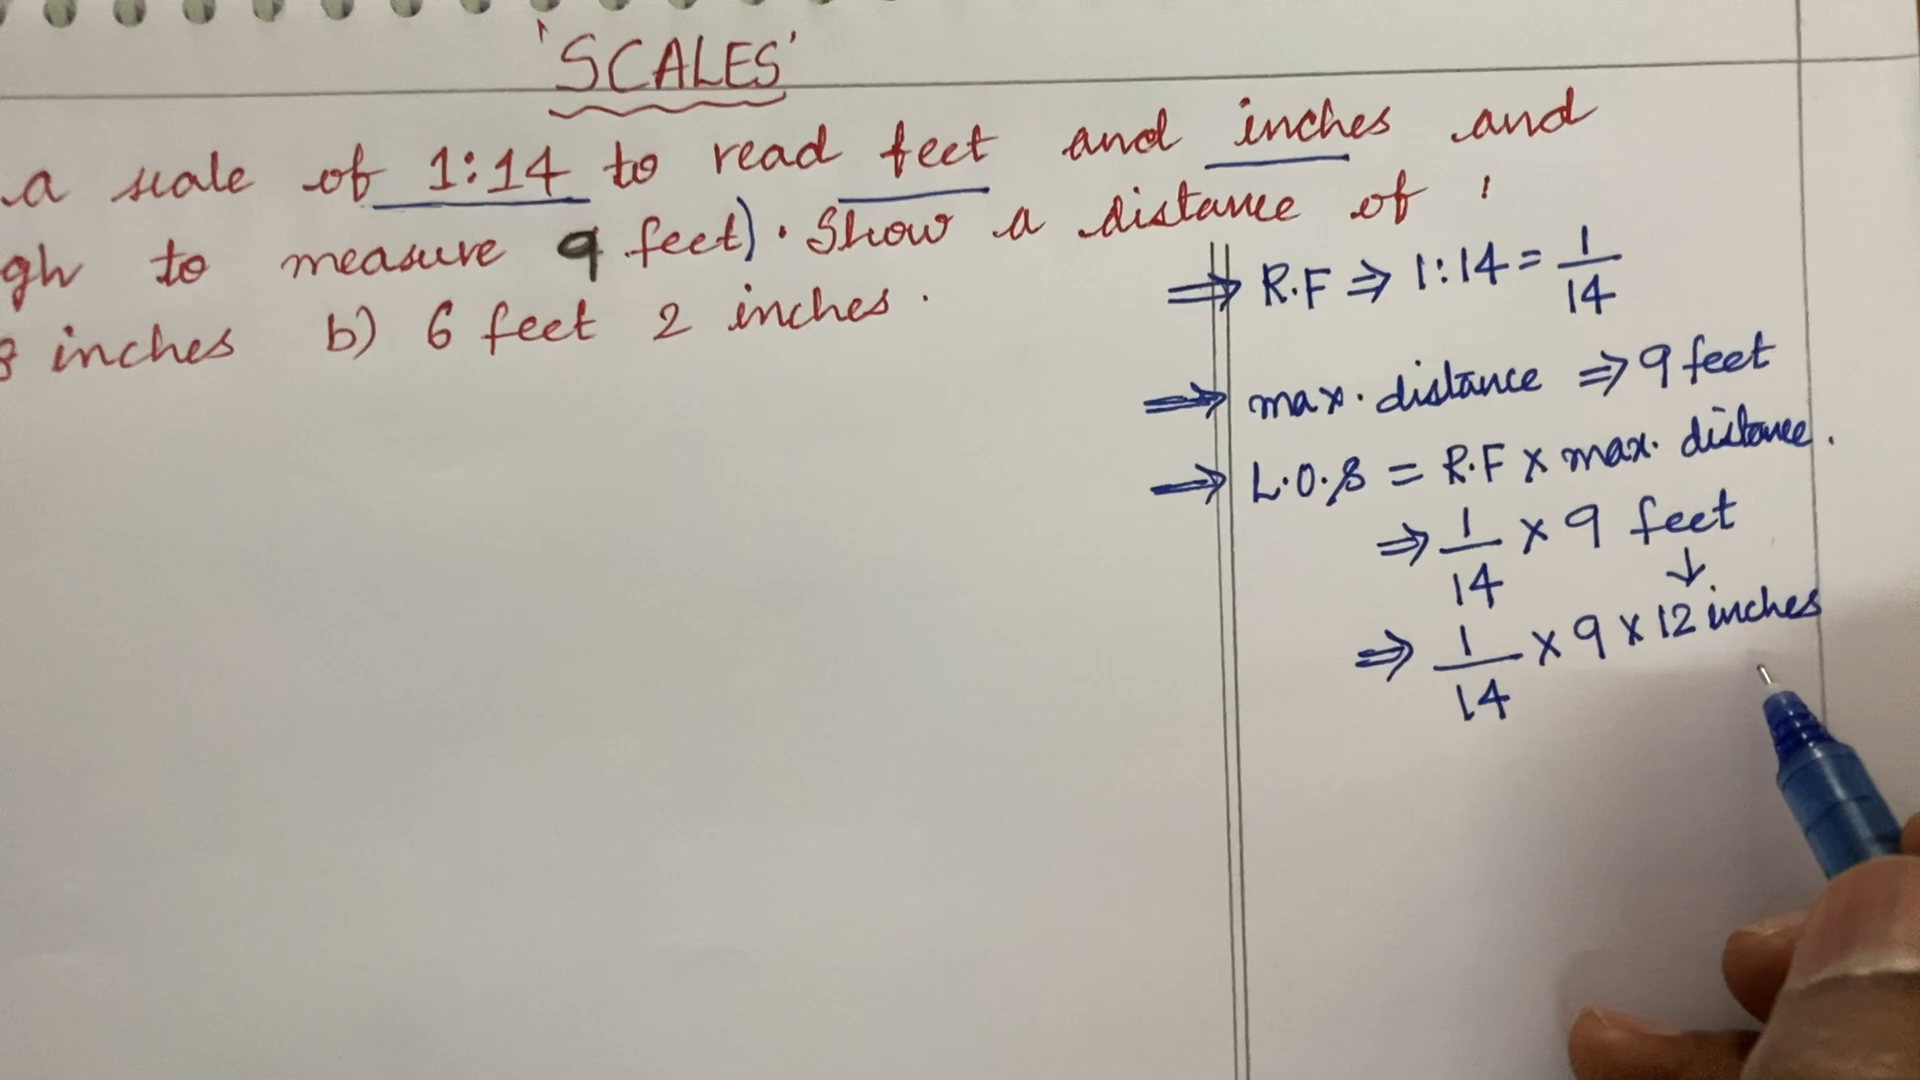 'SCALES'
a scale of 1:14 to read feet and inches and
gh to measure 9 feet). Show a distance of
inches b) 6 feet 2 inches.
⇒ R.F ⇒ 1:14 = 1/14
⇒ max. distance ⇒ 9 feet
⇒ L.O.S = R.F x max. distance.
⇒ 1/14 x 9 feet
↓
⇒ 1/14 x 9 x 12 inches